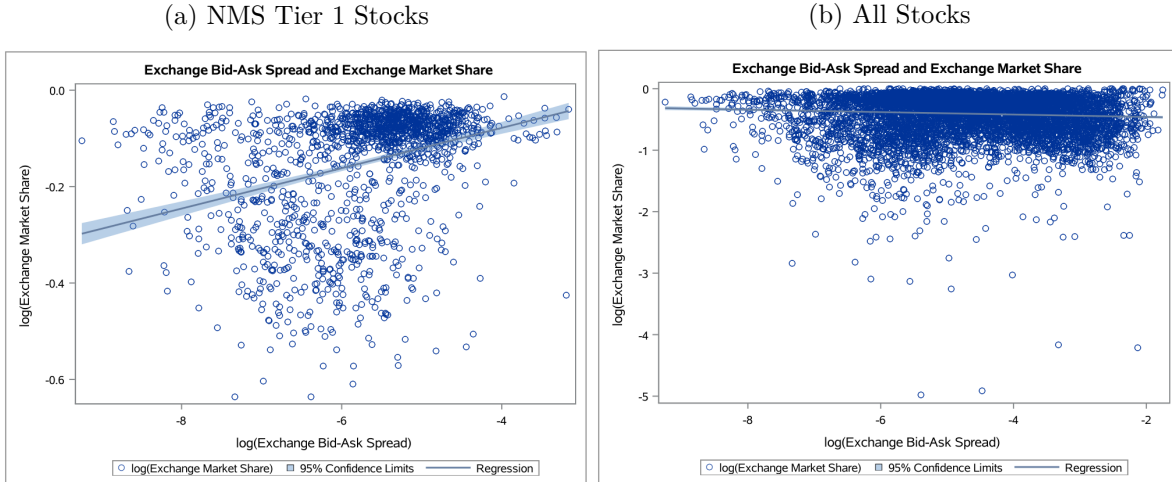 (a) NMS Tier 1 Stocks
Exchange Bid-Ask Spread and Exchange Market Share
0.0
-0.2
-0.4
-0.6
log(Exchange Market Share)
-8
-6
-4
log(Exchange Bid-Ask Spread)
log(Exchange Market Share)
95% Confidence Limits
Regression
(b) All Stocks
Exchange Bid-Ask Spread and Exchange Market Share
0
-1
-2
-3
-4
-5
log(Exchange Market Share)
-8
-6
-4
-2
log(Exchange Bid-Ask Spread)
log(Exchange Market Share)
95% Confidence Limits
Regression